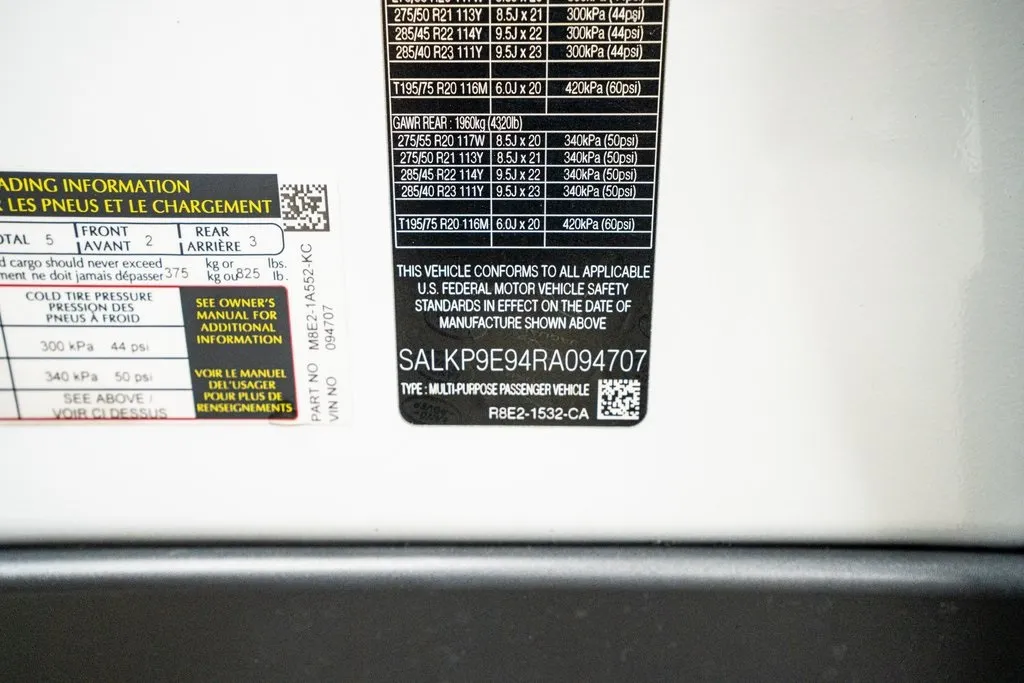 275/50 R21 113Y 8.5J x 21 300kPa (44psi)
285/45 R22 114Y 9.5J x 22 300kPa (44psi)
285/40 R23 111Y 9.5J x 23 300kPa (44psi)
T195/75 R20 116M 6.0J x 20 420kPa (60psi)
GAWR REAR : 1960kg (4320lb)
275/55 R20 117W 8.5J x 20 340kPa (50psi)
275/50 R21 113Y 8.5J x 21 340kPa (50psi)
285/45 R22 114Y 9.5J x 22 340kPa (50psi)
285/40 R23 111Y 9.5J x 23 340kPa (50psi)
T195/75 R20 116M 6.0J x 20 420kPa (60psi)
THIS VEHICLE CONFORMS TO ALL APPLICABLE
U.S. FEDERAL MOTOR VEHICLE SAFETY
STANDARDS IN EFFECT ON THE DATE OF
MANUFACTURE SHOWN ABOVE
SALKP9E94RA094707
TYPE : MULTI-PURPOSE PASSENGER VEHICLE
R8E2-1532-CA
ADING INFORMATION
R LES PNEUS ET LE CHARGEMENT
OTAL 5 FRONT AVANT 2 REAR ARRIÈRE 3
d cargo should never exceed kg or lbs.
ment ne doit jamais dépasser 375 kg ou 825 lb.
COLD TIRE PRESSURE
PRESSION DES
PNEUS À FROID
300 kPa 44 psi
340 kPa 50 psi
SEE ABOVE /
VOIR CI DESSUS
SEE OWNER'S
MANUAL FOR
ADDITIONAL
INFORMATION
VOIR LE MANUEL
DEL'USAGER
POUR PLUS DE
RENSEIGNEMENTS
PART NO M8E2-1A552-KC
VIN NO 094707